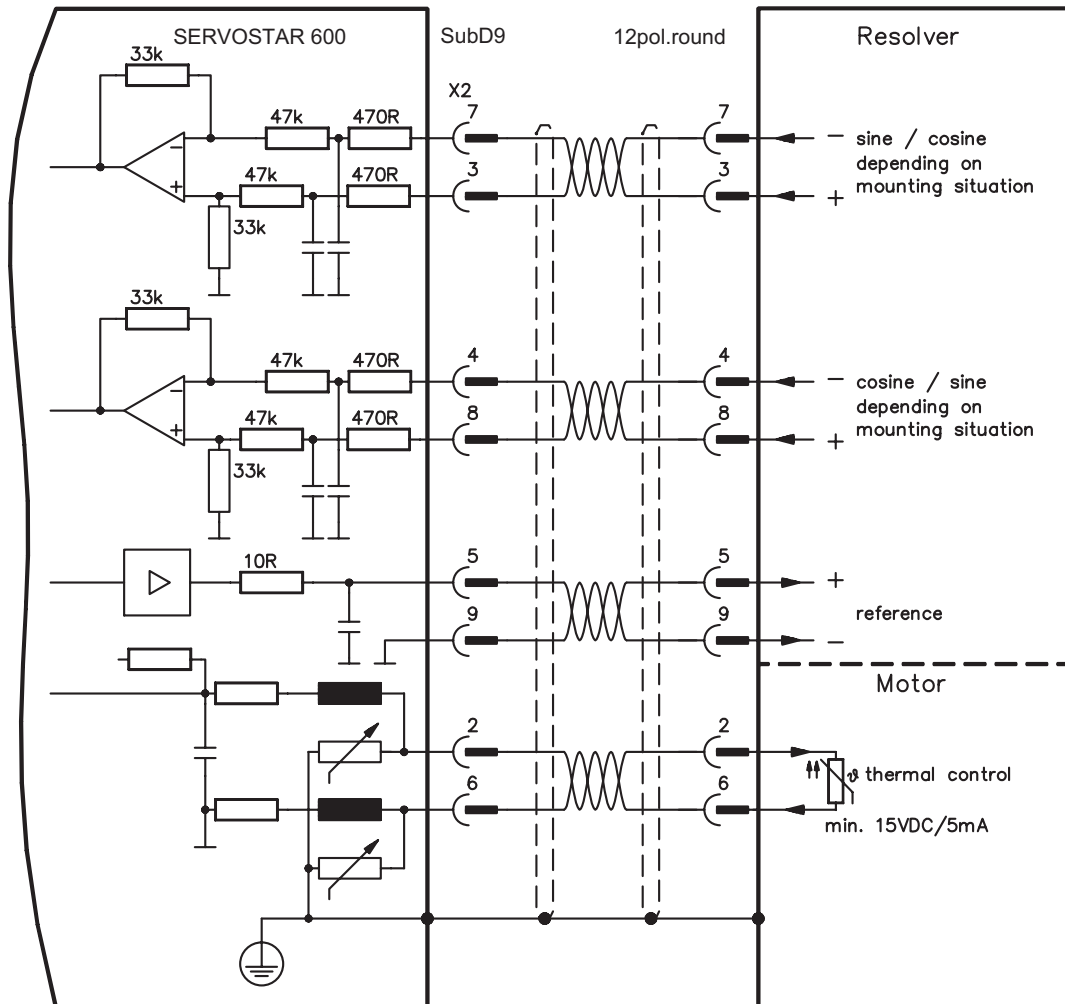 SERVOSTAR 600
SubD9
12pol.round
Resolver
33k
X2
47k
470R
7
7
− sine / cosine
depending on
mounting situation
−
+
47k
470R
3
3
+
33k
33k
47k
470R
4
4
− cosine / sine
depending on
mounting situation
−
+
47k
470R
8
8
+
33k
10R
5
5
+
reference
9
9
−
Motor
2
2
ϑ thermal control
6
6
min. 15VDC/5mA